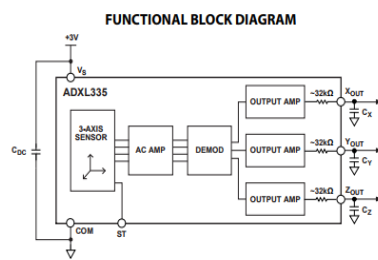 FUNCTIONAL BLOCK DIAGRAM
+3V
VS
ADXL335
3-AXIS
SENSOR
AC AMP
DEMOD
OUTPUT AMP
~32kΩ
XOUT
CX
OUTPUT AMP
~32kΩ
YOUT
CY
OUTPUT AMP
~32kΩ
ZOUT
CZ
CDC
COM
ST